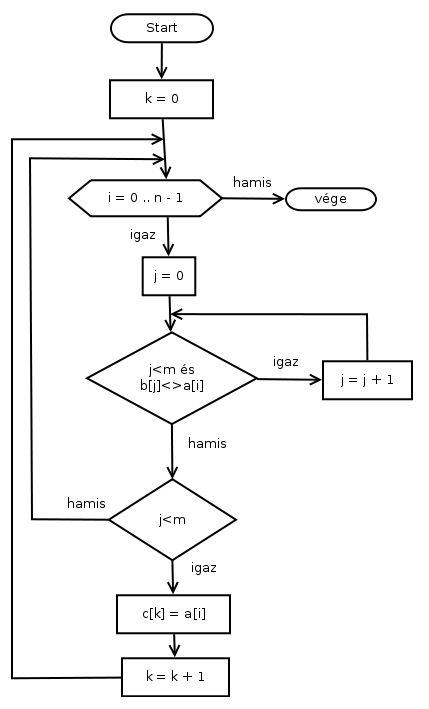 Start
k = 0
i = 0 .. n - 1
hamis
vége
igaz
j = 0
j<m és
b[j]<>a[i]
igaz
j = j + 1
hamis
hamis
j<m
igaz
c[k] = a[i]
k = k + 1